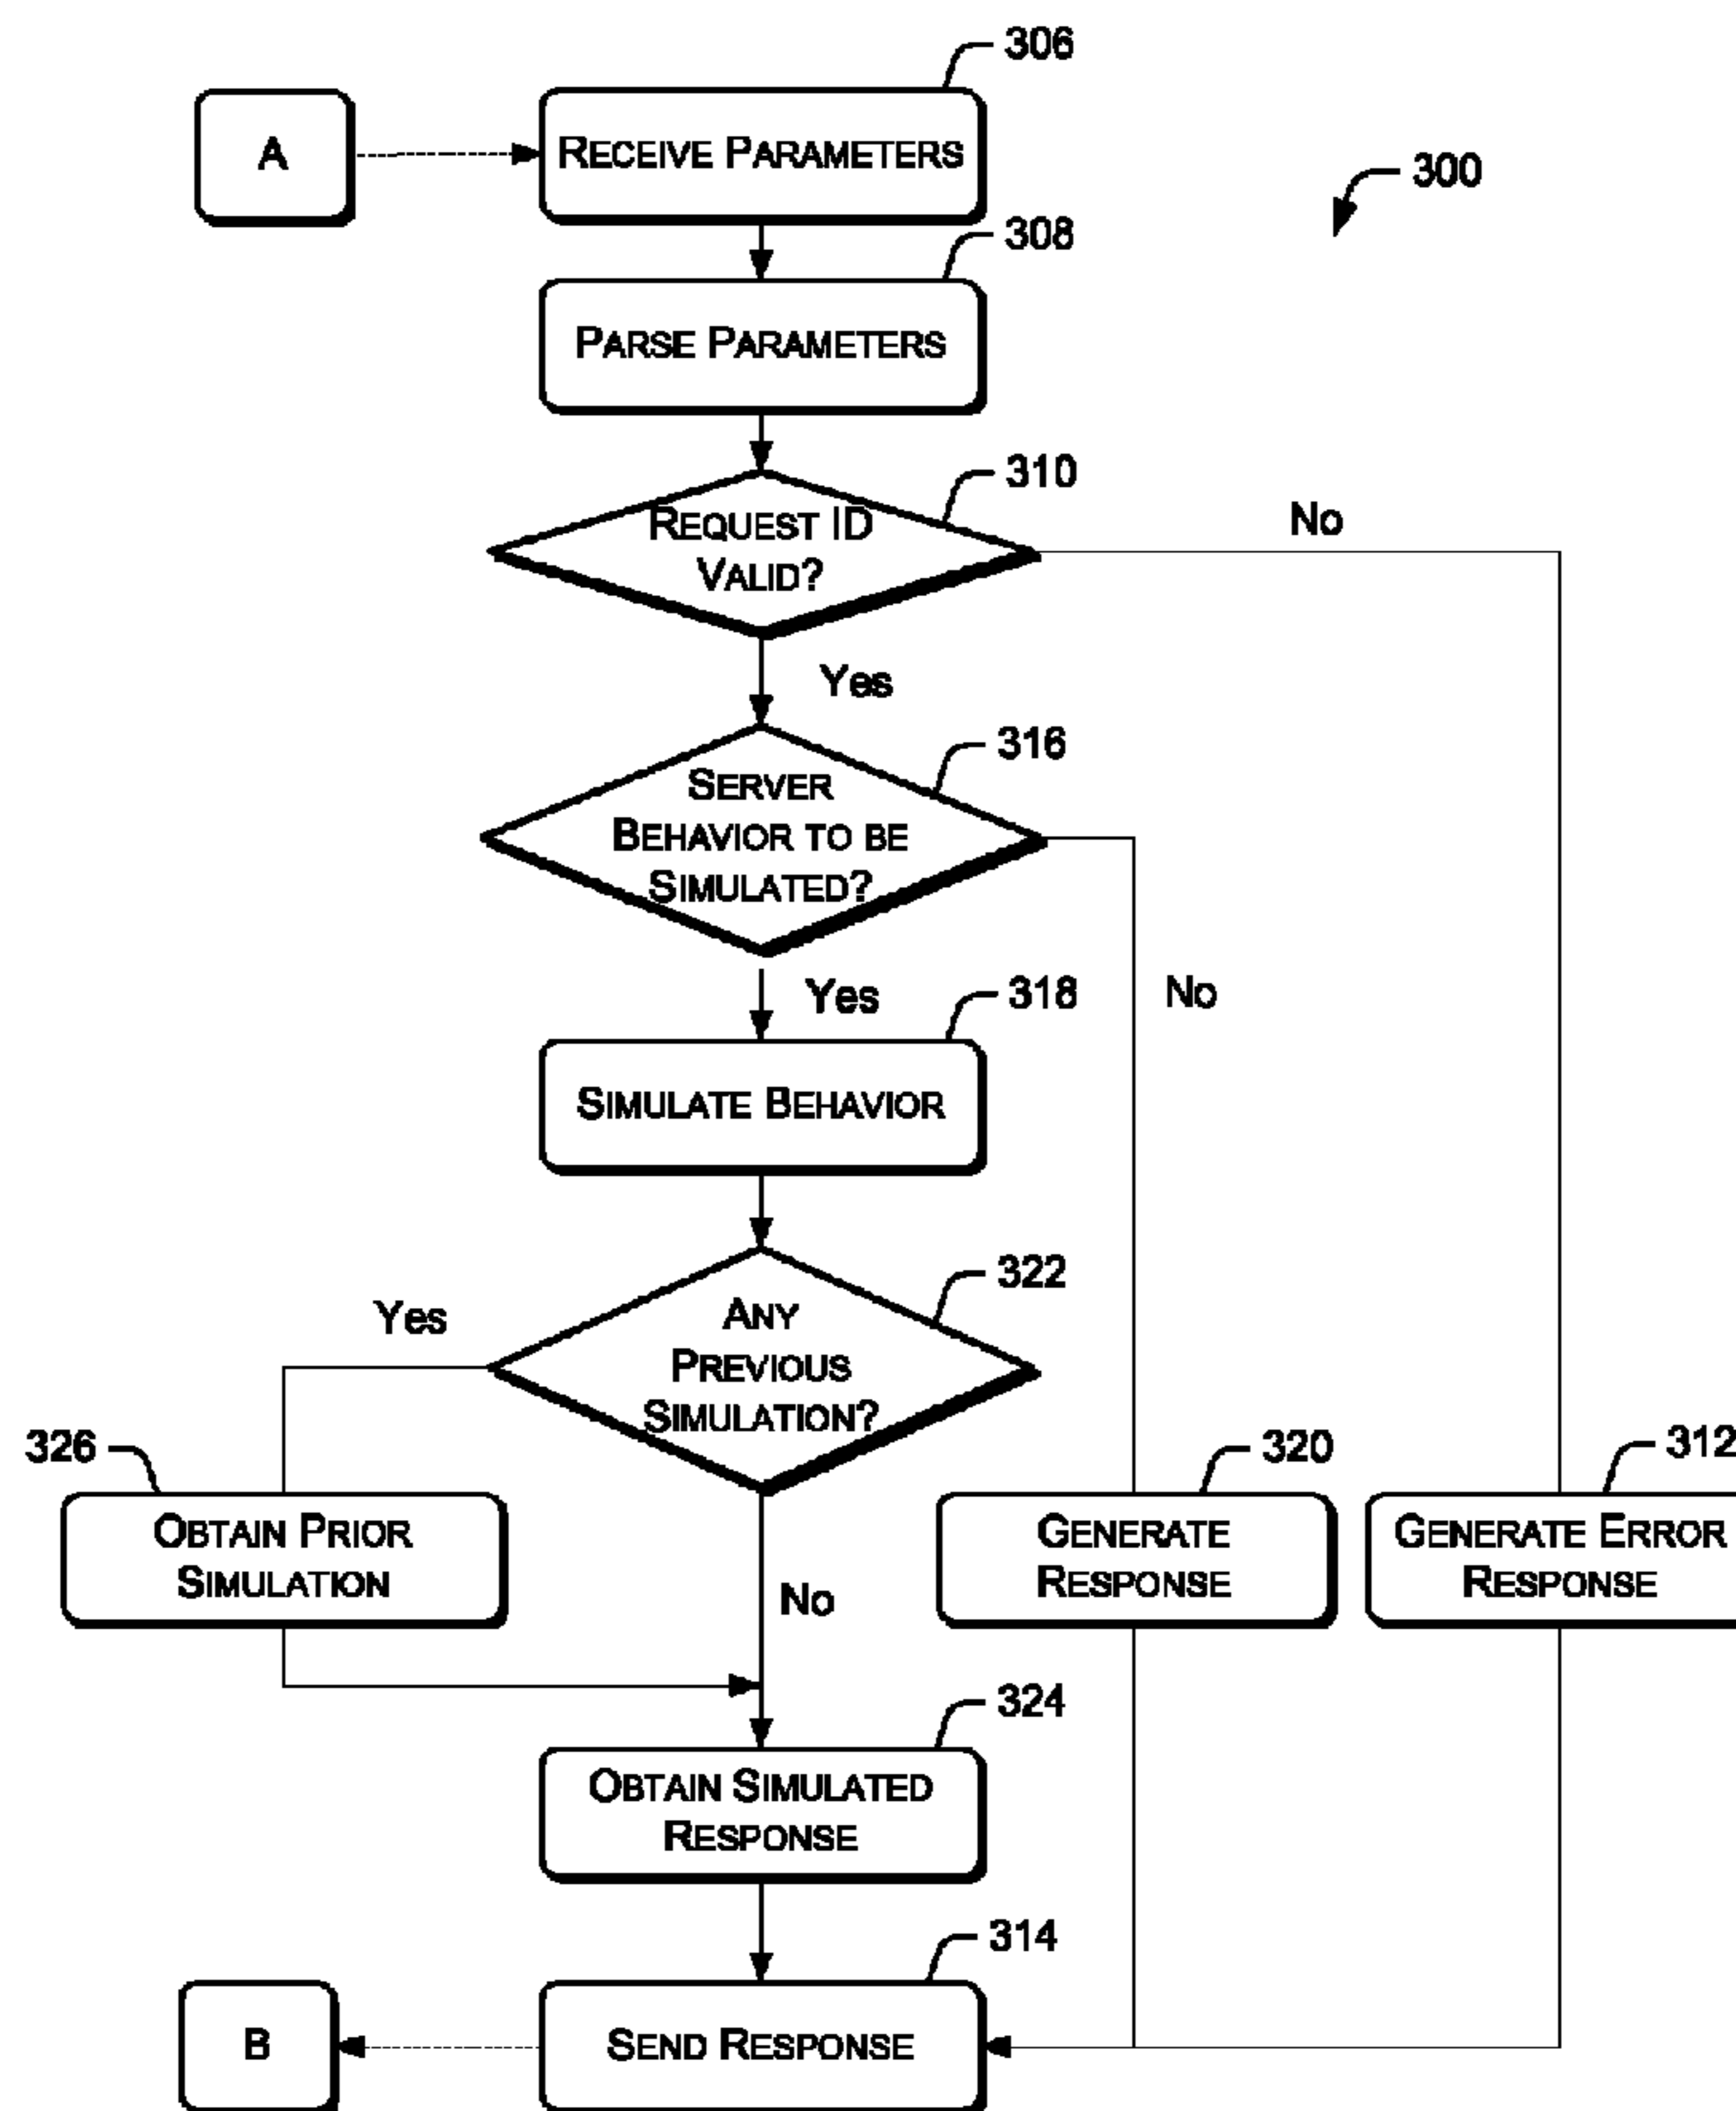 306
A
RECEIVE PARAMETERS
300
308
PARSE PARAMETERS
310
REQUEST ID
VALID?
No
Yes
316
SERVER
BEHAVIOR TO BE
SIMULATED?
Yes
318
No
SIMULATE BEHAVIOR
322
Yes
ANY
PREVIOUS
SIMULATION?
326
320
312
OBTAIN PRIOR
SIMULATION
GENERATE
RESPONSE
GENERATE ERROR
RESPONSE
No
324
OBTAIN SIMULATED
RESPONSE
314
B
SEND RESPONSE